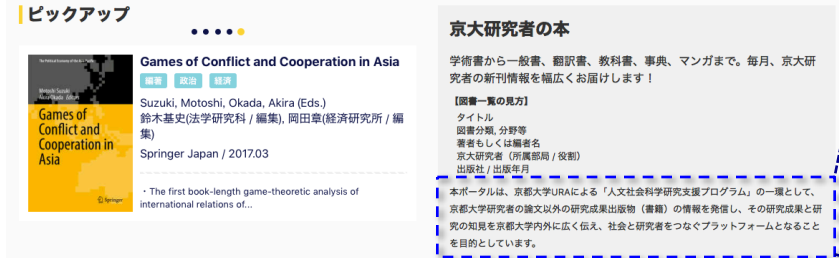 ピックアップ
The Political Economy of the Asia Pacific
Motoshi Suzuki
Akira Okada Editors
Games of
Conflict and
Cooperation in
Asia
Springer
Games of Conflict and Cooperation in Asia
編著 政治 経済
Suzuki, Motoshi, Okada, Akira (Eds.)
鈴木基史(法学研究科 / 編集), 岡田章(経済研究所 / 編
集)
Springer Japan / 2017.03
・The first book-length game-theoretic analysis of
international relations of...
京大研究者の本
学術書から一般書、翻訳書、教科書、事典、マンガまで。毎月、京大研
究者の新刊情報を幅広くお届けします！
【図書一覧の見方】
タイトル
図書分類, 分野等
著者もしくは編者名
京大研究者（所属部局 / 役割）
出版社 / 出版年月
本ポータルは、京都大学URAによる「人文社会科学研究支援プログラム」の一環として、
京都大学研究者の論文以外の研究成果出版物（書籍）の情報を発信し、その研究成果と研
究の知見を京都大学内外に広く伝え、社会と研究者をつなぐプラットフォームとなること
を目的としています。